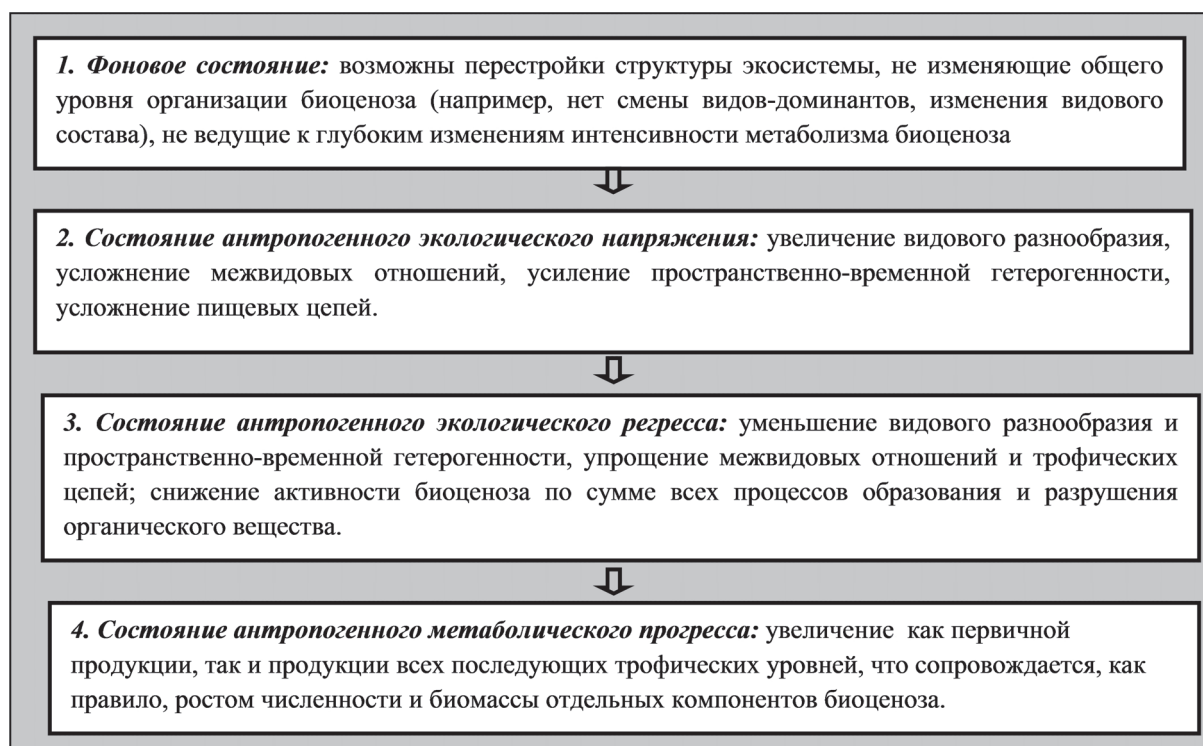 1. Фоновое состояние: возможны перестройки структуры экосистемы, не изменяющие общего
уровня организации биоценоза (например, нет смены видов-доминантов, изменения видового
состава), не ведущие к глубоким изменениям интенсивности метаболизма биоценоза
2. Состояние антропогенного экологического напряжения: увеличение видового разнообразия,
усложнение межвидовых отношений, усиление пространственно-временной гетерогенности,
усложнение пищевых цепей.
3. Состояние антропогенного экологического регресса: уменьшение видового разнообразия и
пространственно-временной гетерогенности, упрощение межвидовых отношений и трофических
цепей; снижение активности биоценоза по сумме всех процессов образования и разрушения
органического вещества.
4. Состояние антропогенного метаболического прогресса: увеличение как первичной
продукции, так и продукции всех последующих трофических уровней, что сопровождается, как
правило, ростом численности и биомассы отдельных компонентов биоценоза.